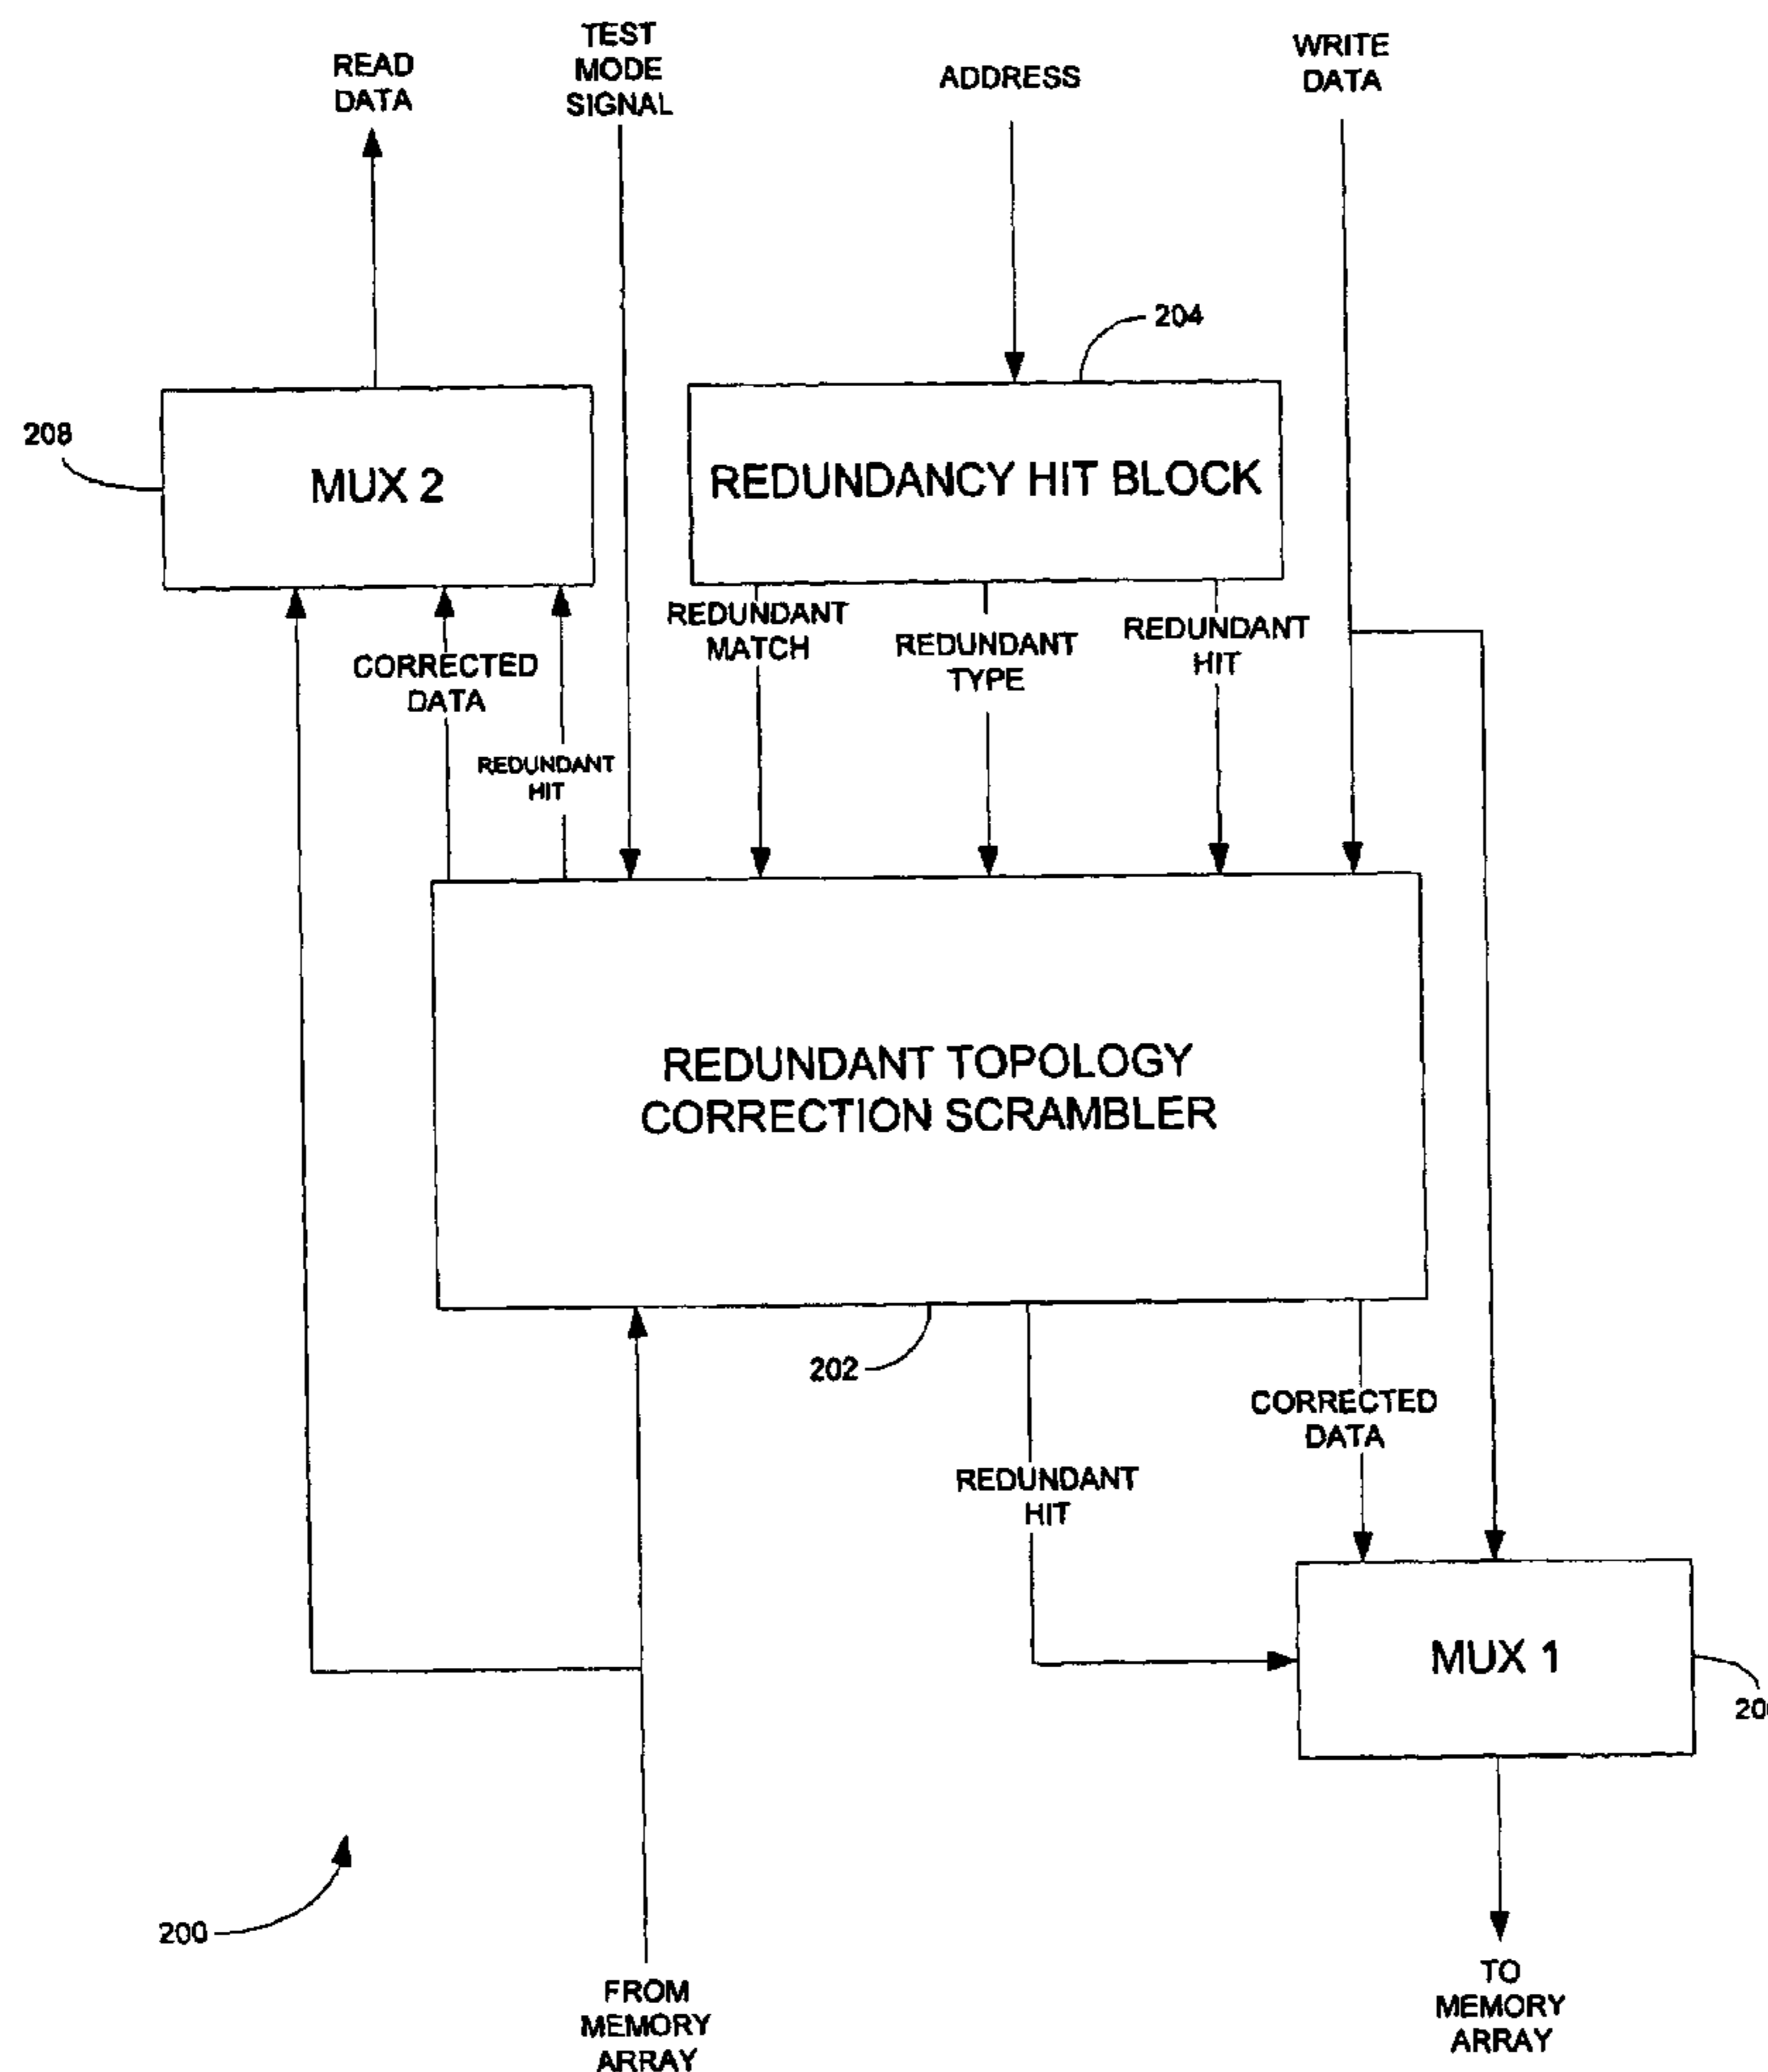 READ
DATA
TEST
MODE
SIGNAL
ADDRESS
WRITE
DATA
204
208
MUX 2
REDUNDANCY HIT BLOCK
REDUNDANT
MATCH
REDUNDANT
TYPE
REDUNDANT
HIT
CORRECTED
DATA
REDUNDANT
HIT
REDUNDANT TOPOLOGY
CORRECTION SCRAMBLER
202
CORRECTED
DATA
REDUNDANT
HIT
MUX 1
200
FROM
MEMORY
ARRAY
TO
MEMORY
ARRAY